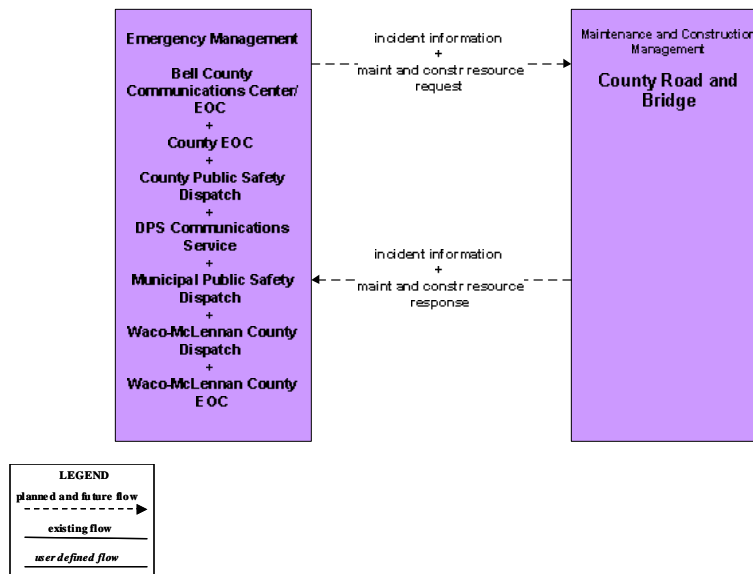 Emergency Management
Bell County
Communications Center/
EOC
+
County EOC
+
County Public Safety
Dispatch
+
DPS Communications
Service
+
Municipal Public Safety
Dispatch
+
Waco-McLennan County
Dispatch
+
Waco-McLennan County
EOC
incident information
+
maint and constr resource
request
incident information
+
maint and constr resource
response
Maintenance and Construction
Management
County Road and
Bridge
LEGEND
planned and future flow
existing flow
user defined flow